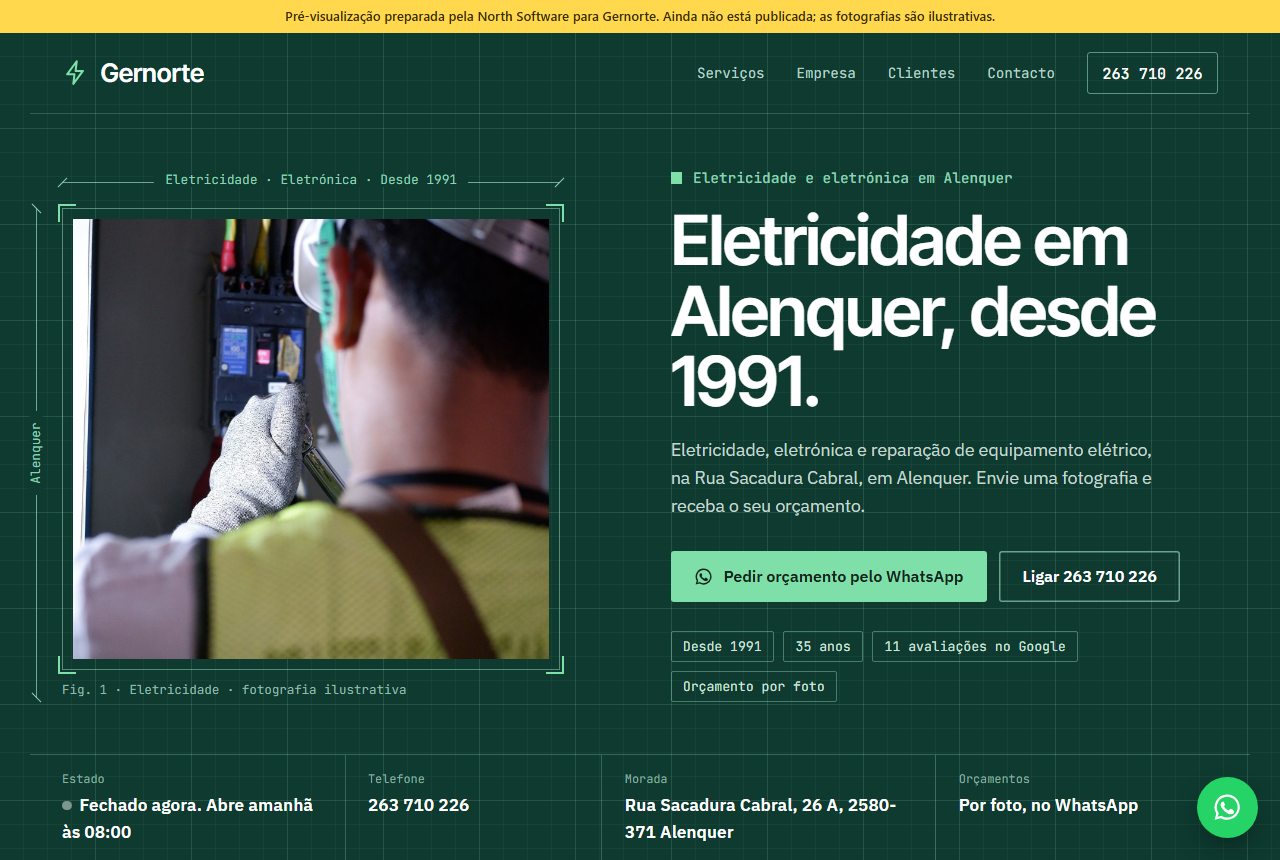 Pré-visualização preparada pela North Software para Gernorte. Ainda não está publicada; as fotografias são ilustrativas.
Gernorte
Serviços
Empresa
Clientes
Contacto
263 710 226
Eletricidade · Eletrónica · Desde 1991
Alenquer
Fig. 1 · Eletricidade · fotografia ilustrativa
Eletricidade e eletrónica em Alenquer
Eletricidade em
Alenquer, desde
1991.
Eletricidade, eletrónica e reparação de equipamento elétrico,
na Rua Sacadura Cabral, em Alenquer. Envie uma fotografia e
receba o seu orçamento.
Pedir orçamento pelo WhatsApp
Ligar 263 710 226
Desde 1991
35 anos
11 avaliações no Google
Orçamento por foto
Estado
Fechado agora. Abre amanhã
às 08:00
Telefone
263 710 226
Morada
Rua Sacadura Cabral, 26 A, 2580-
371 Alenquer
Orçamentos
Por foto, no WhatsApp